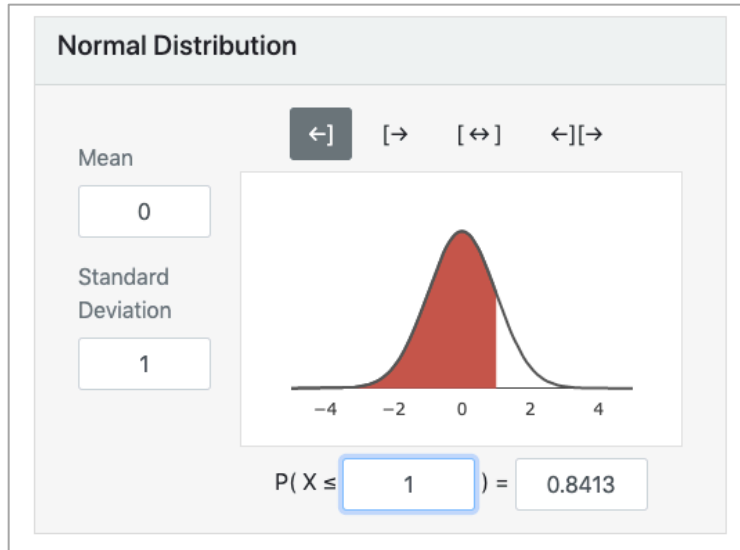 Normal Distribution
←] [→ [↔] ←][→
Mean
0
Standard
Deviation
1
−4 −2 0 2 4
P( X ≤ 1 ) = 0.8413